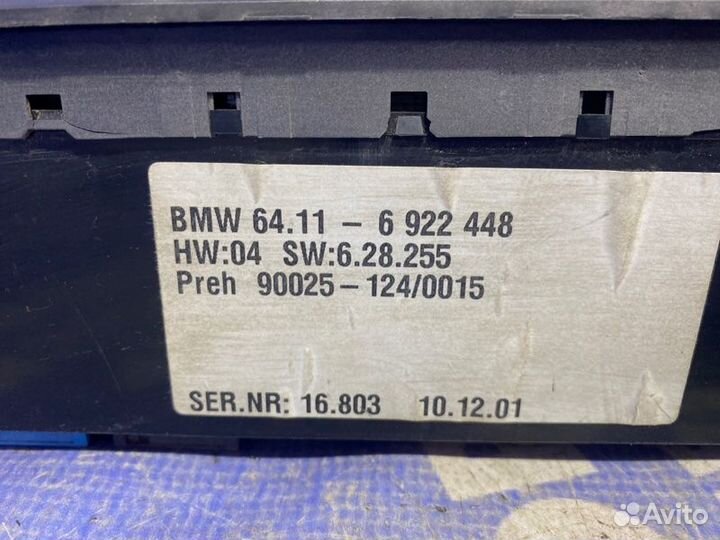 BMW 64.11 – 6 922 448
HW:04 SW:6.28.255
Preh 90025–124/0015
SER.NR: 16.803 10.12.01
Avito